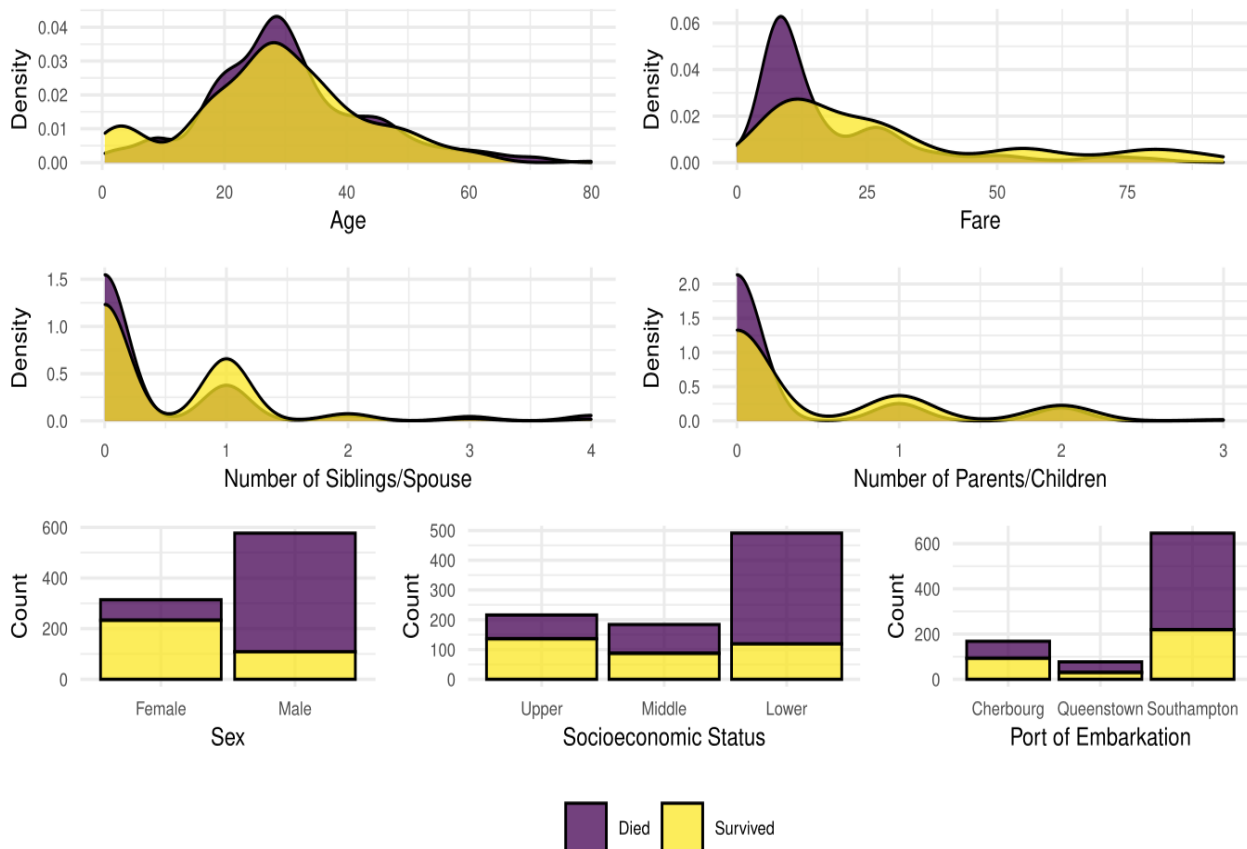 Density
0.04
0.03
0.02
0.01
0.00
0 20 40 60 80
Age
Density
0.06
0.04
0.02
0.00
0 25 50 75
Fare
Density
1.5
1.0
0.5
0.0
0 1 2 3 4
Number of Siblings/Spouse
Density
2.0
1.5
1.0
0.5
0.0
0 1 2 3
Number of Parents/Children
Count
600
400
200
0
Female Male
Sex
Count
500
400
300
200
100
0
Upper Middle Lower
Socioeconomic Status
Count
600
400
200
0
Cherbourg Queenstown Southampton
Port of Embarkation
Died Survived